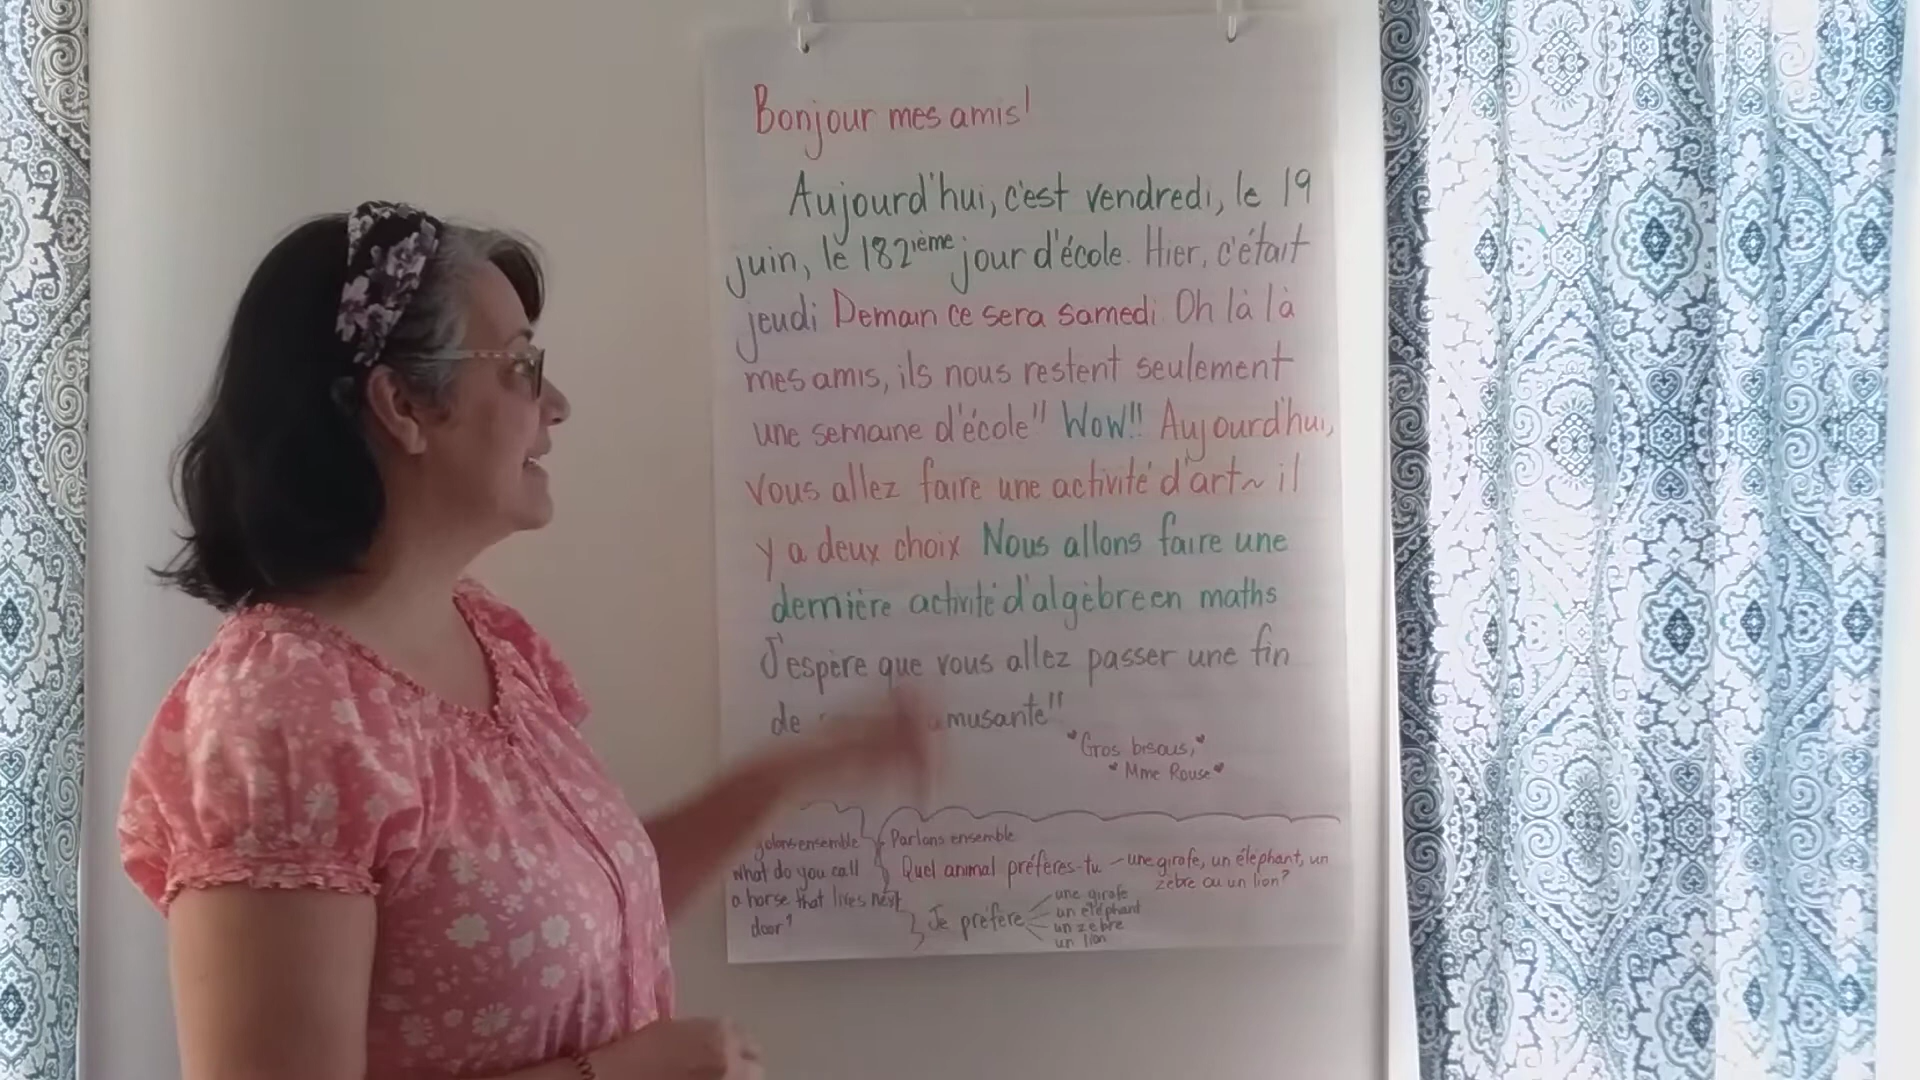 Bonjour mes amis!
Aujourd'hui, c'est vendredi, le 19
juin, le 182ième jour d'école. Hier, c'était
jeudi Demain ce sera samedi Oh là là
mes amis, ils nous restent seulement
une semaine d'école!! Wow!! Aujourd'hui,
vous allez faire une activité d'art~ il
y a deux choix Nous allons faire une
dernière activité d'algèbre en maths
J'espère que vous allez passer une fin
de amusante!!
Gros bisous,
Mme Rouse
ensemble
what do you call
a horse that lives next
door?
Parlons ensemble
Quel animal préfères-tu – une girafe, un éléphant, un
zèbre ou un lion?
Je préfère
une girafe
un éléphant
un zèbre
un lion